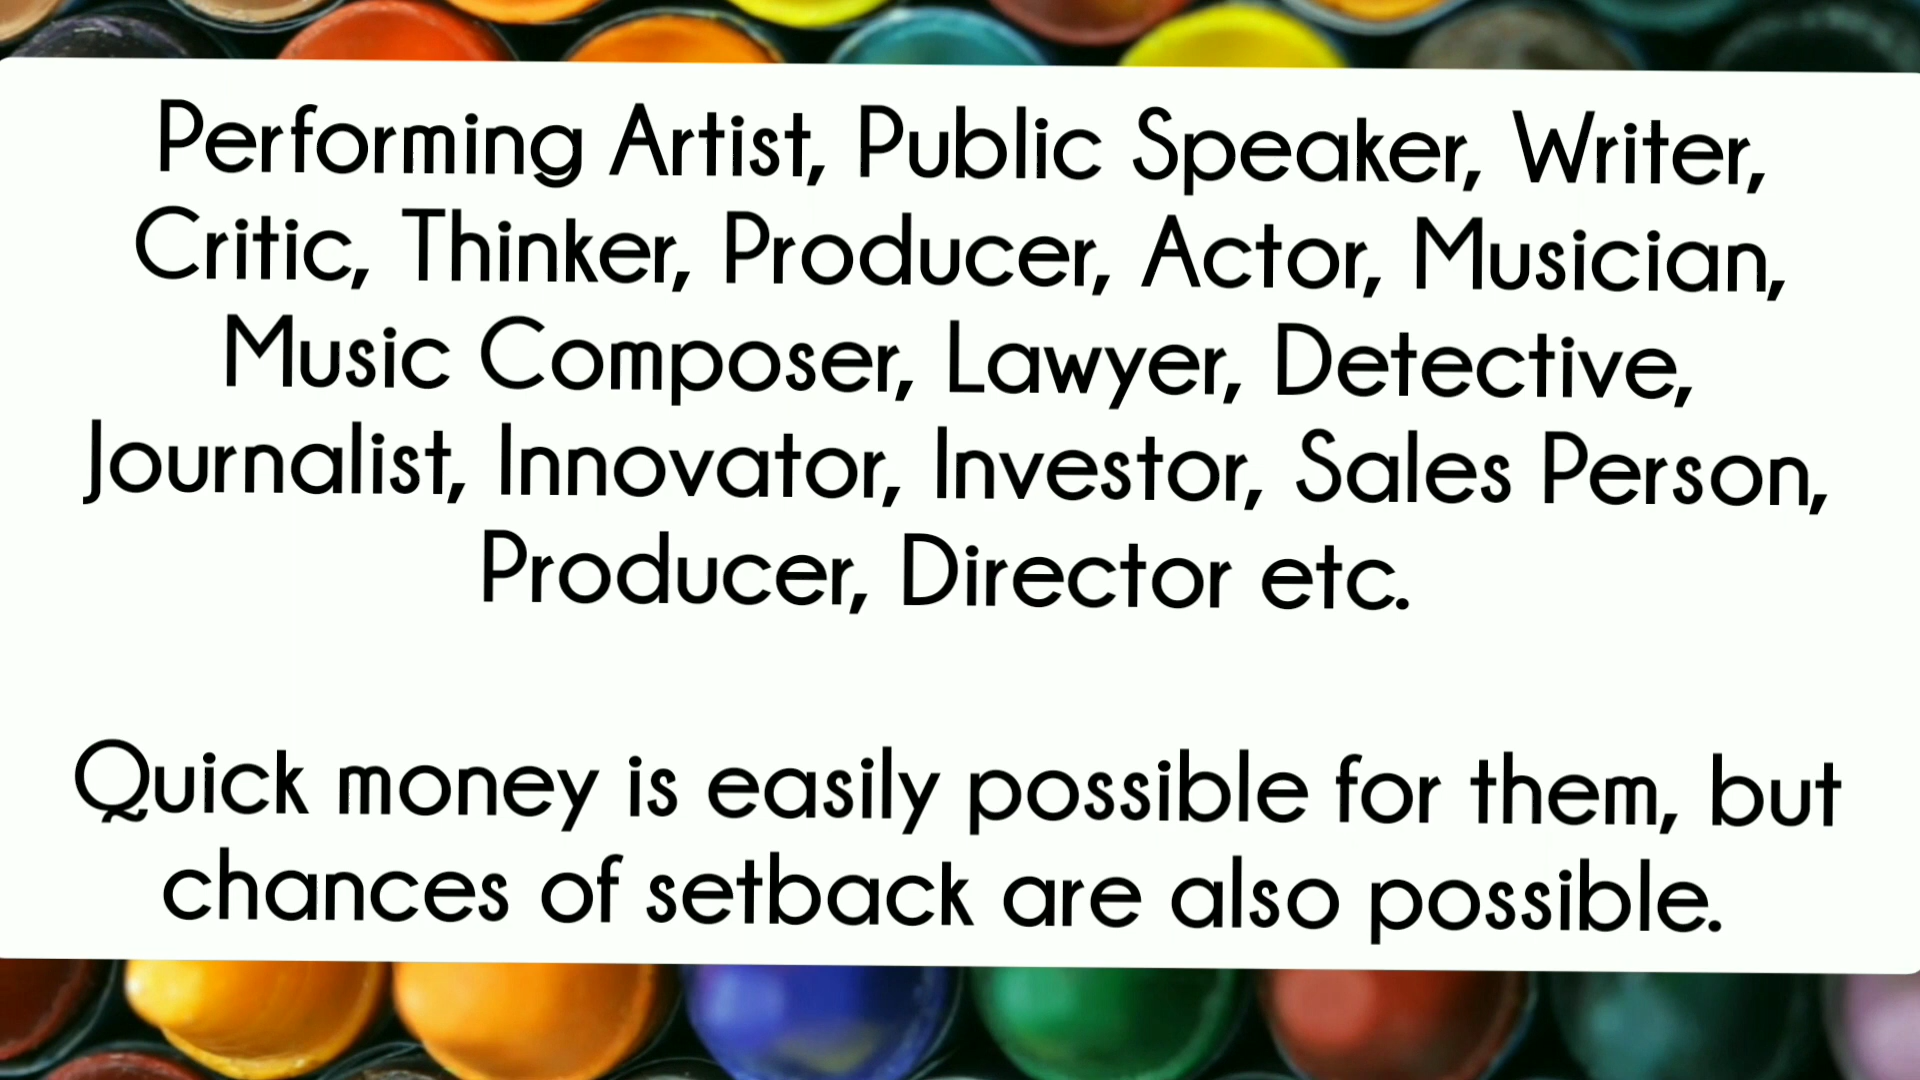 Performing Artist, Public Speaker, Writer,
Critic, Thinker, Producer, Actor, Musician,
Music Composer, Lawyer, Detective,
Journalist, Innovator, Investor, Sales Person,
Producer, Director etc.
Quick money is easily possible for them, but
chances of setback are also possible.